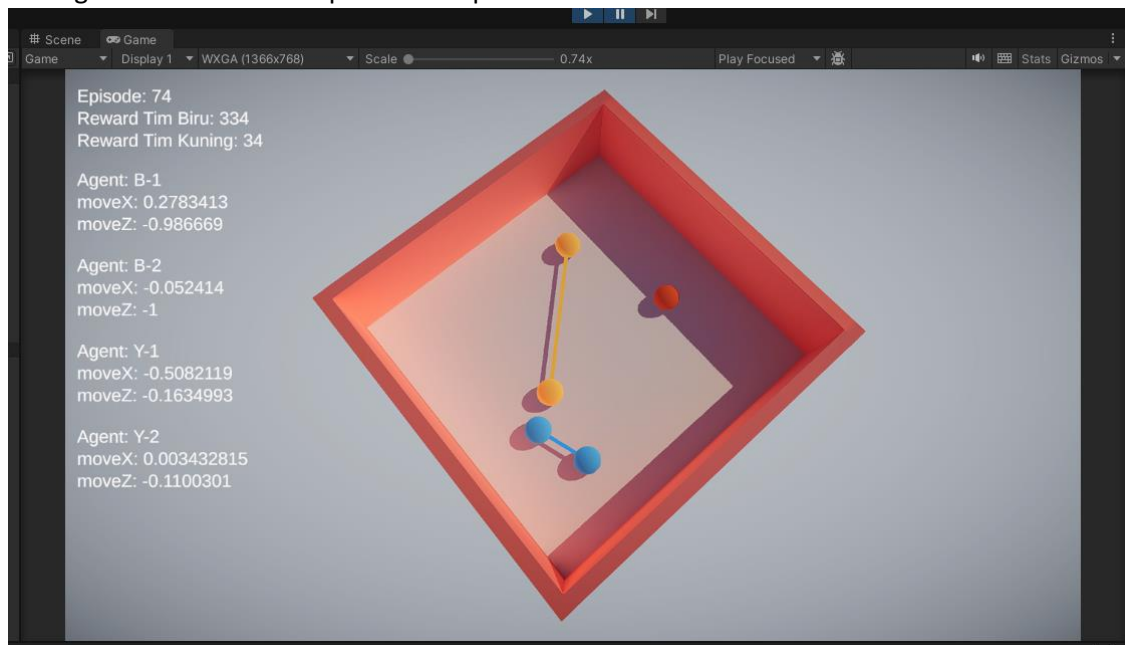 # Scene Game
Game Display 1 WXGA (1366x768) Scale 0.74x Play Focused Stats Gizmos
Episode: 74
Reward Tim Biru: 334
Reward Tim Kuning: 34
Agent: B-1
moveX: 0.2783413
moveZ: -0.986669
Agent: B-2
moveX: -0.052414
moveZ: -1
Agent: Y-1
moveX: -0.5082119
moveZ: -0.1634993
Agent: Y-2
moveX: 0.003432815
moveZ: -0.1100301